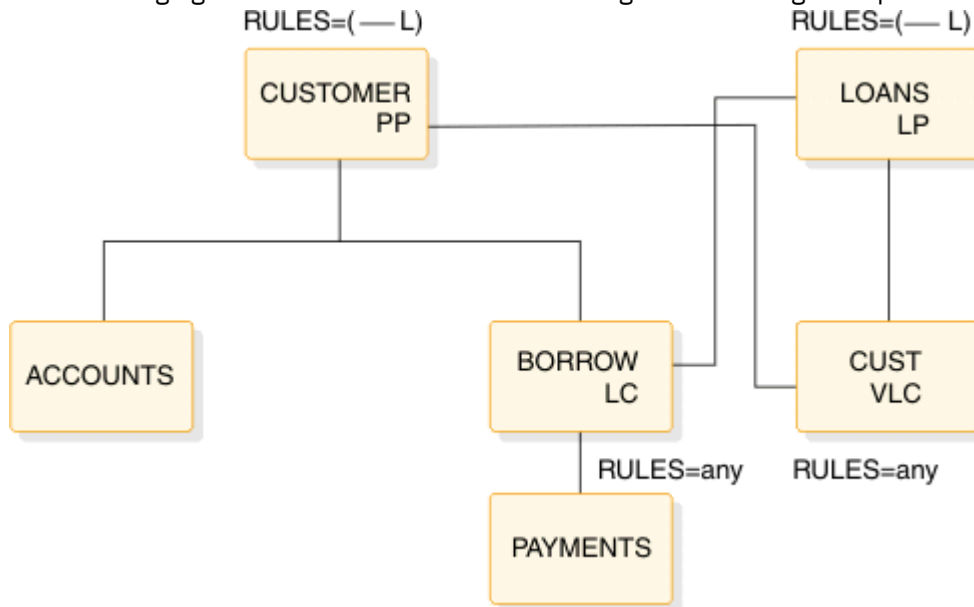 RULES=( — L)
RULES=( — L)
CUSTOMER
PP
LOANS
LP
ACCOUNTS
BORROW
LC
CUST
VLC
RULES=any
RULES=any
PAYMENTS